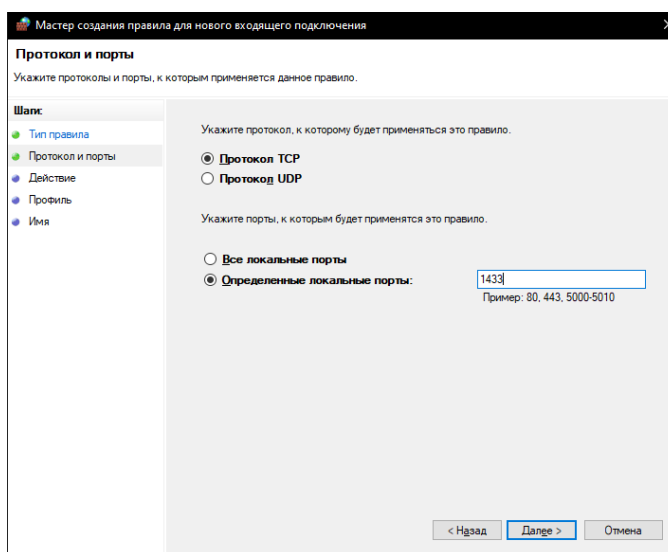 Мастер создания правила для нового входящего подключения
Протокол и порты
Укажите протоколы и порты, к которым применяется данное правило.
Шаги:
Тип правила
Протокол и порты
Действие
Профиль
Имя
Укажите протокол, к которому будет применяться это правило.
Протокол TCP
Протокол UDP
Укажите порты, к которым будет применятся это правило.
Все локальные порты
Определенные локальные порты:
1433
Пример: 80, 443, 5000-5010
< Назад
Далее >
Отмена